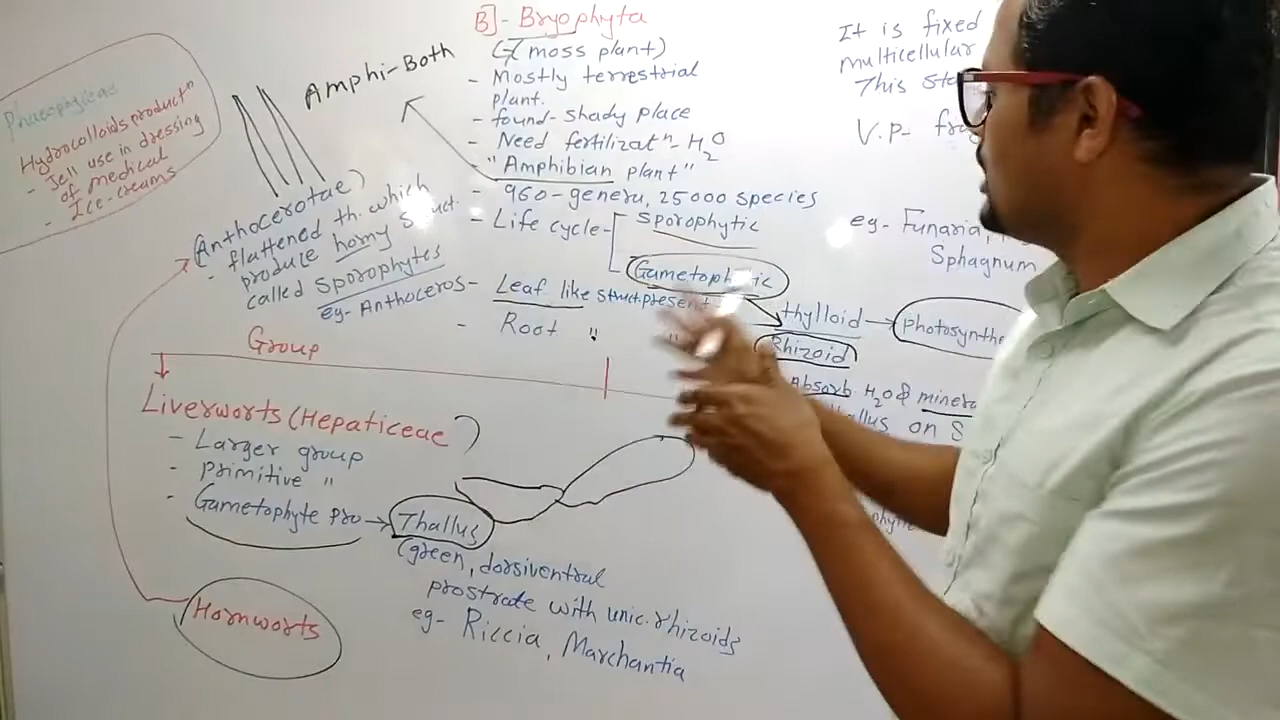 B] - Bryophyta
(moss plant)
- Mostly terrestrial
plant.
- found - shady place
- Need fertilizatn - H2O
- "Amphibian plant"
- 960 - genera, 25000 species
- Life cycle - Sporophytic
Gametophytic
- Leaf like struct. present
- Root " "
thylloid → photosynthe
Rhizoid
Absorb H2O & minera
on S
Amphi - Both
Phaeophyceae
Hydrocolloids productn
- Jell use in dressing
of medical
- Ice-creams
(Anthocerotae)
- flattened th. which
produce horny struct.
called Sporophytes
eg - Anthoceros
Group
Liverworts (Hepaticeae)
- Larger group
- primitive "
- Gametophyte pro → Thallus
(green, dorsiventral
prostrate with unic. rhizoids
eg - Riccia, Marchantia
Hornworts
It is fixed
multicellular
This
V.P -
eg - Funaria,
Sphagnum